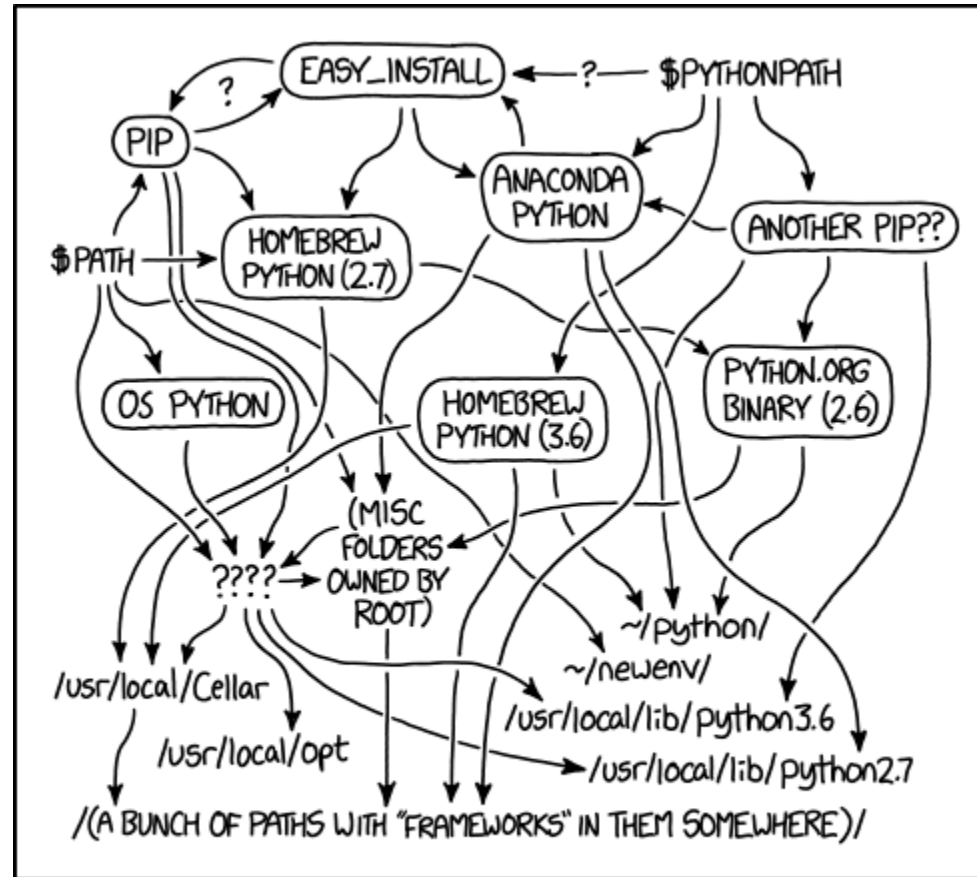 EASY_INSTALL
?
$PYTHONPATH
?
PIP
ANACONDA
PYTHON
ANOTHER PIP??
HOMEBREW
PYTHON (2.7)
$PATH
OS PYTHON
HOMEBREW
PYTHON (3.6)
PYTHON.ORG
BINARY (2.6)
(MISC
FOLDERS
OWNED BY
ROOT)
????
~/python/
~/newenv/
/usr/local/Cellar
/usr/local/lib/python3.6
/usr/local/opt
/usr/local/lib/python2.7
/(A BUNCH OF PATHS WITH "FRAMEWORKS" IN THEM SOMEWHERE)/